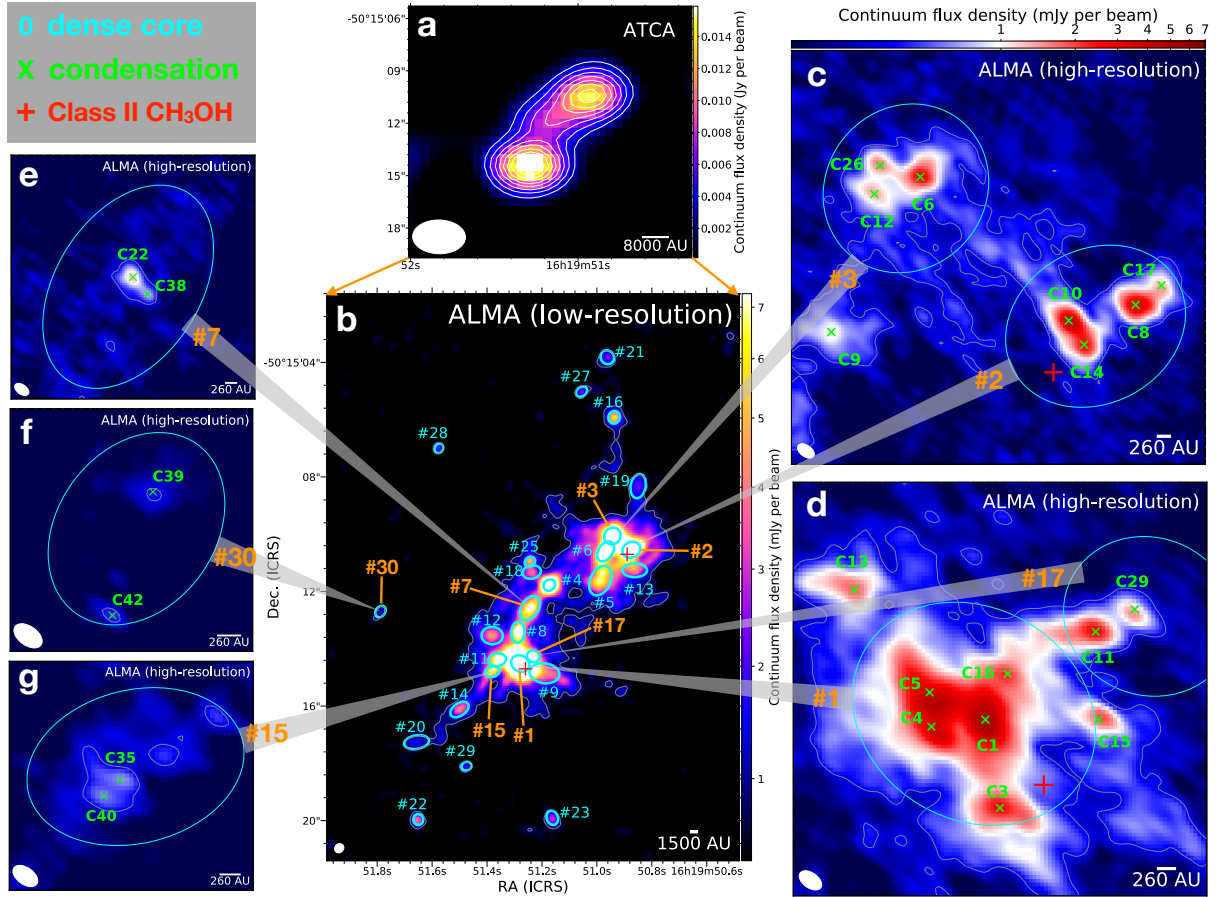 0 dense core
x condensation
+ Class II CH₃OH
a
ATCA
-50°15'06"
09"
12"
15"
18"
52s
16h19m51s
8000 AU
0.014
0.012
0.010
0.008
0.006
0.004
0.002
Continuum flux density (Jy per beam)
b
ALMA (low-resolution)
-50°15'04"
08"
12"
16"
20"
Dec. (ICRS)
51.8s
51.6s
51.4s
51.2s
51.0s
50.8s
16h19m50.6s
RA (ICRS)
1500 AU
7
6
5
4
3
2
1
Continuum flux density (mJy per beam)
#21
#27
#16
#28
#19
#3
#6
#2
#25
#18
#4
#5
#13
#30
#7
#12
#8
#17
#11
#9
#14
#15
#1
#20
#29
#22
#23
Continuum flux density (mJy per beam)
1
2
3
4
5
6
7
c
ALMA (high-resolution)
C26
C6
C12
#3
C17
C10
C8
C9
C14
#2
260 AU
d
ALMA (high-resolution)
#17
C13
C29
C11
C16
C5
#1
C4
C1
C15
C3
260 AU
e
ALMA (high-resolution)
C22
C38
#7
260 AU
f
ALMA (high-resolution)
C39
#30
C42
260 AU
g
ALMA (high-resolution)
#15
C35
C40
260 AU